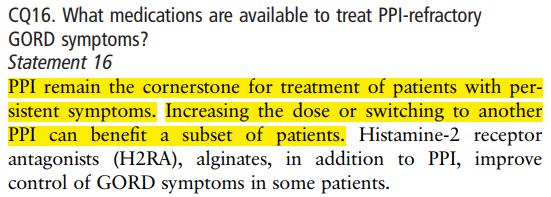 CQ16. What medications are available to treat PPI-refractory
GORD symptoms?
Statement 16
PPI remain the cornerstone for treatment of patients with per-
sistent symptoms. Increasing the dose or switching to another
PPI can benefit a subset of patients. Histamine-2 receptor
antagonists (H2RA), alginates, in addition to PPI, improve
control of GORD symptoms in some patients.